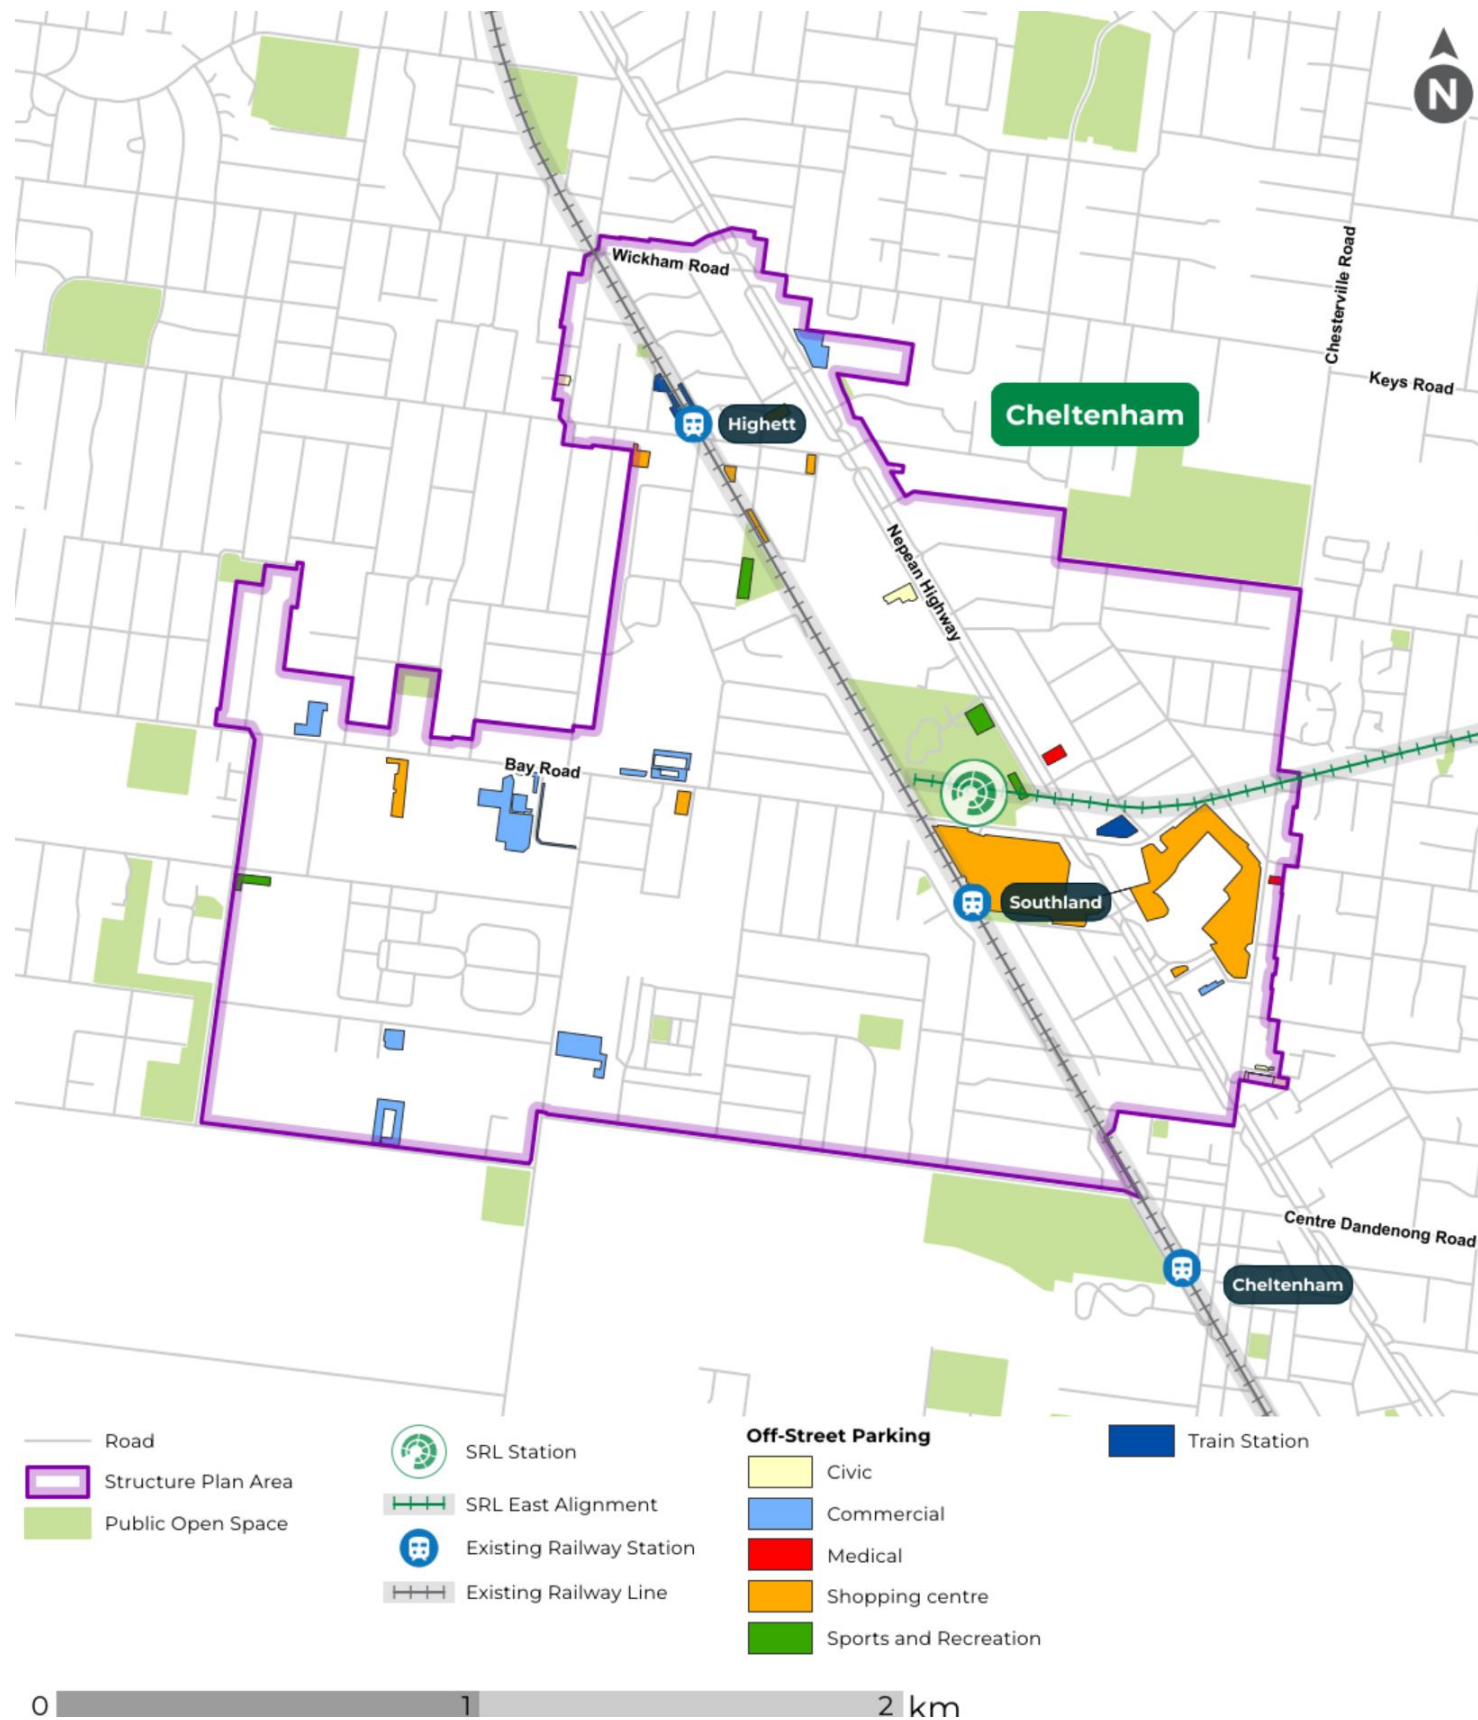 N
Wickham Road
Chesterville Road
Keys Road
Cheltenham
Highett
Nepean Highway
Bay Road
Southland
Centre Dandenong Road
Cheltenham
Road
Structure Plan Area
Public Open Space
SRL Station
SRL East Alignment
Existing Railway Station
Existing Railway Line
Off-Street Parking
Civic
Commercial
Medical
Shopping centre
Sports and Recreation
Train Station
0 1 2 km